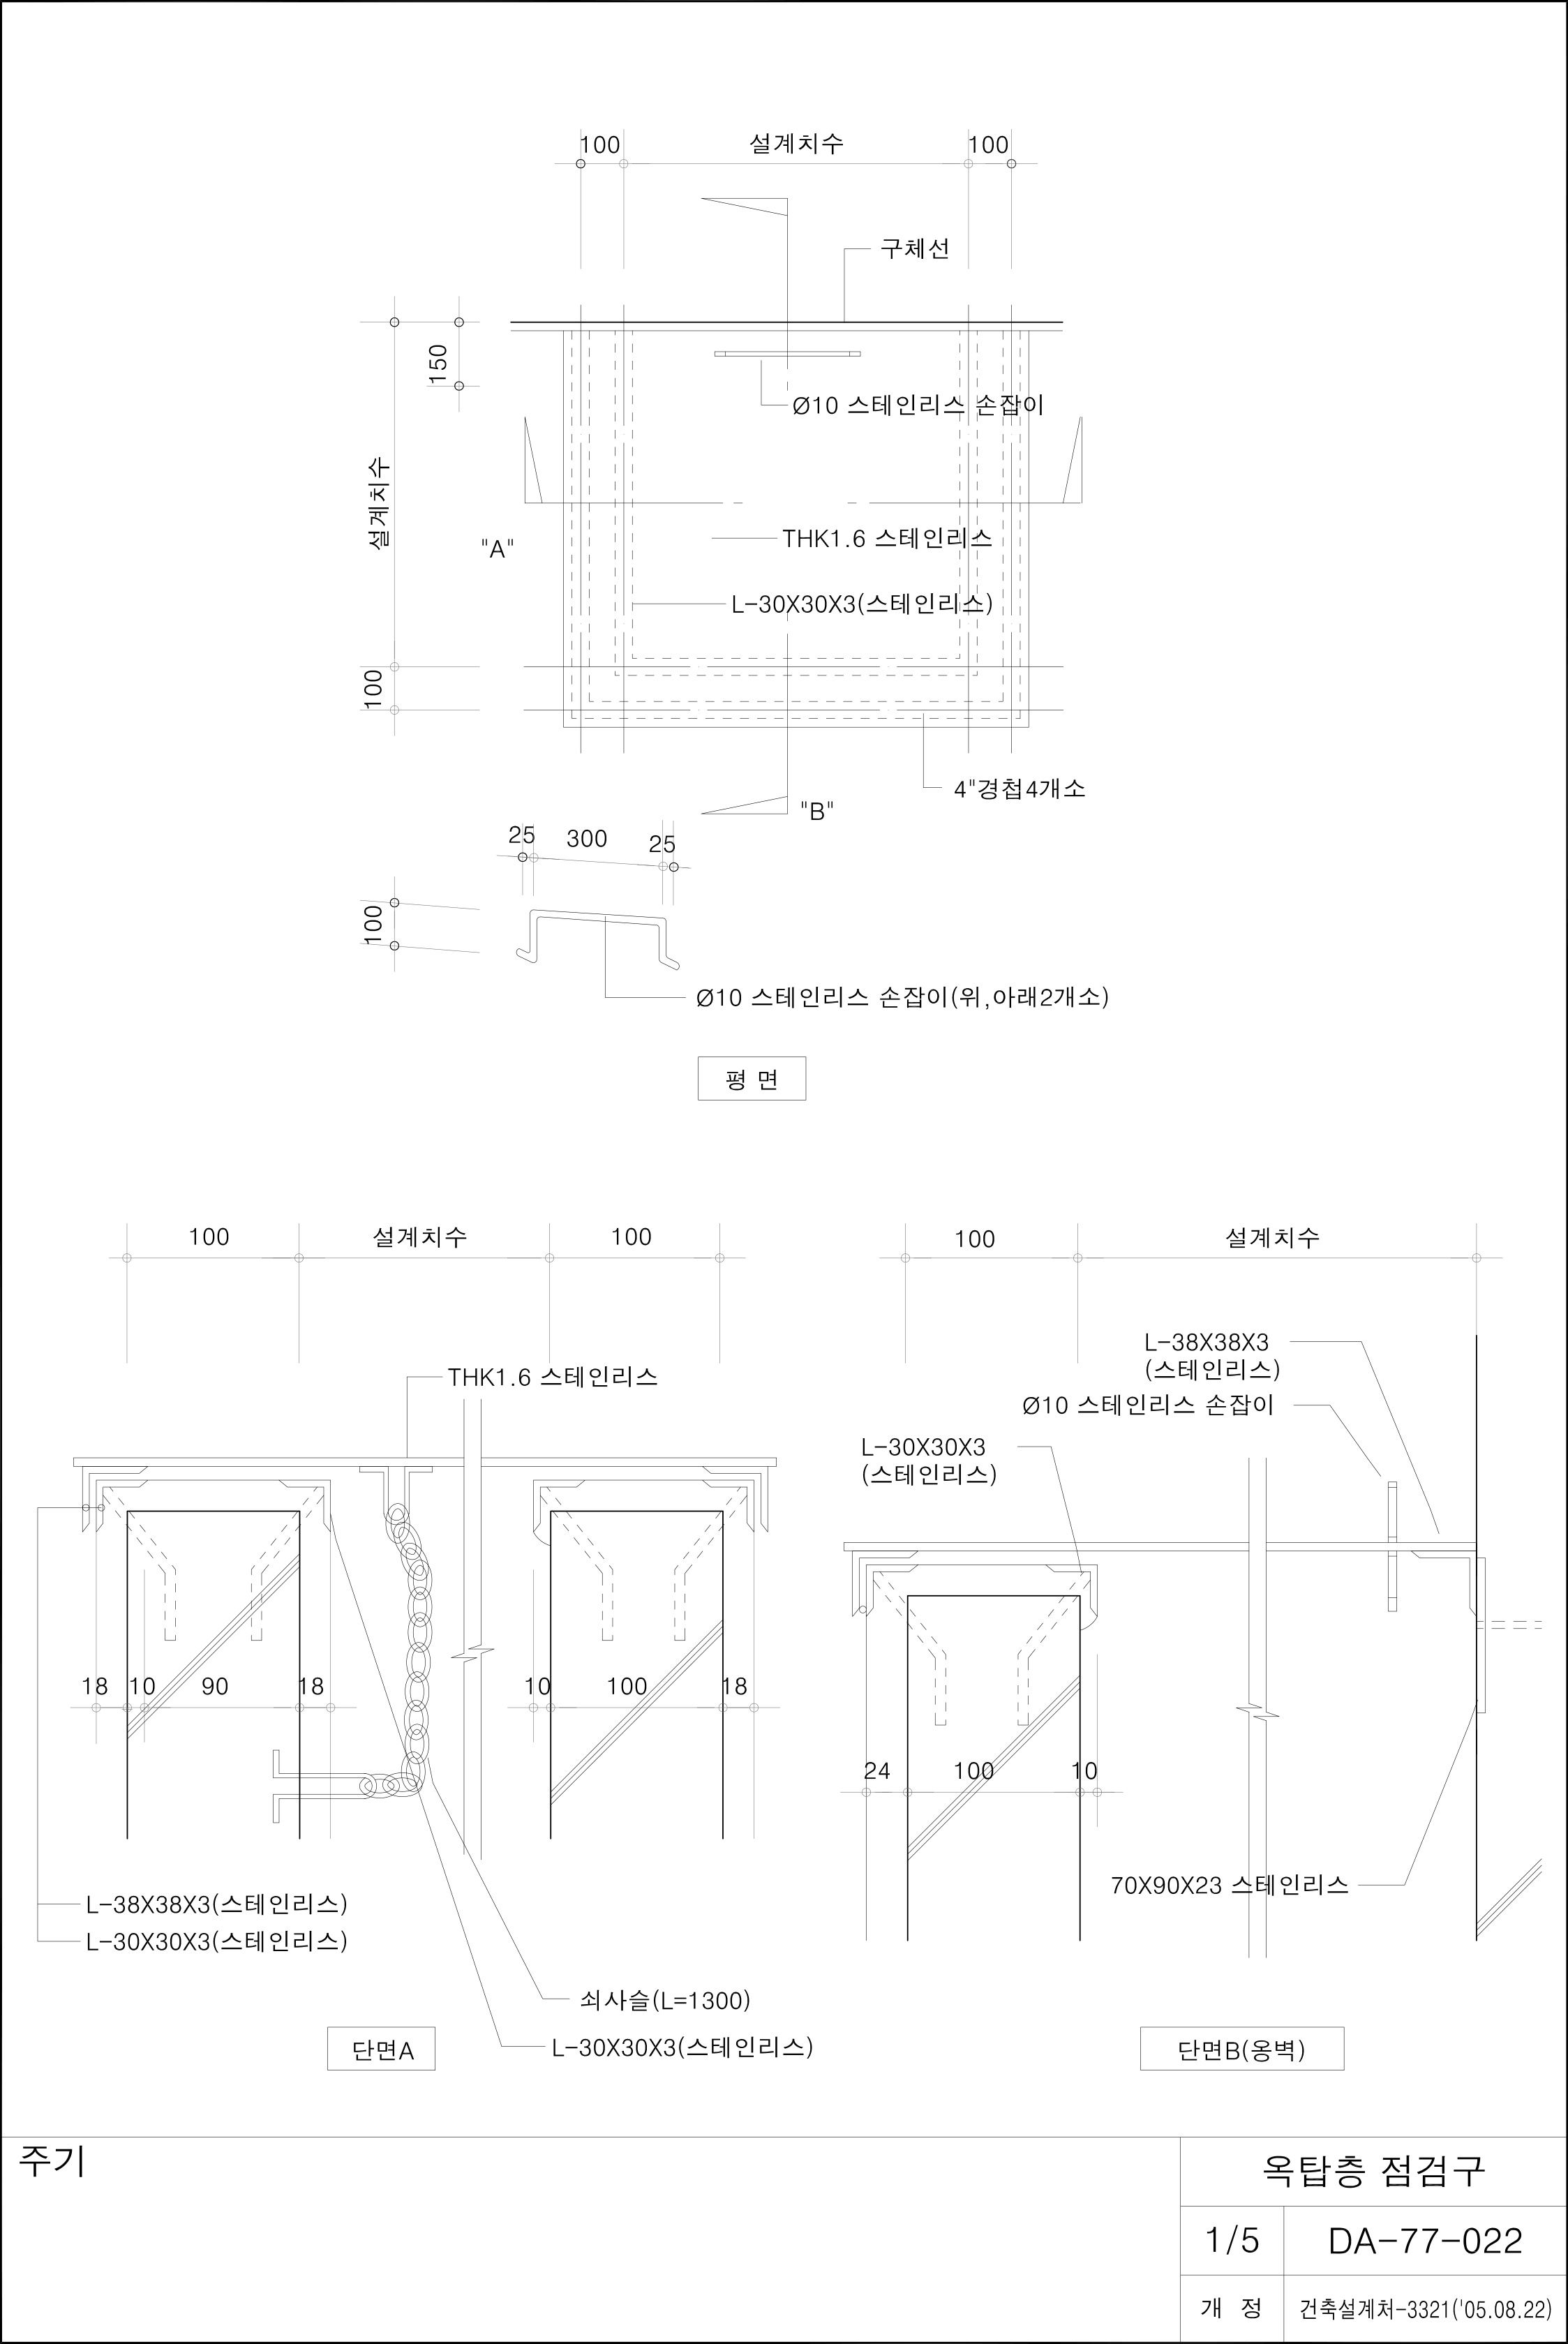 100 설계치수 100
구체선
150
Ø10 스테인리스 손잡이
설계치수
"A"
THK1.6 스테인리스
L-30X30X3(스테인리스)
100
4"경첩4개소
"B"
25 300 25
100
Ø10 스테인리스 손잡이(위,아래2개소)
평 면
100 설계치수 100
THK1.6 스테인리스
18 10 90 18 10 100 18
L-38X38X3(스테인리스)
L-30X30X3(스테인리스)
쇠사슬(L=1300)
L-30X30X3(스테인리스)
단면A
100 설계치수
L-38X38X3
(스테인리스)
Ø10 스테인리스 손잡이
L-30X30X3
(스테인리스)
24 100 10
70X90X23 스테인리스
단면B(옹벽)
주기
옥탑층 점검구
1/5 DA-77-022
개 정 건축설계처-3321('05.08.22)